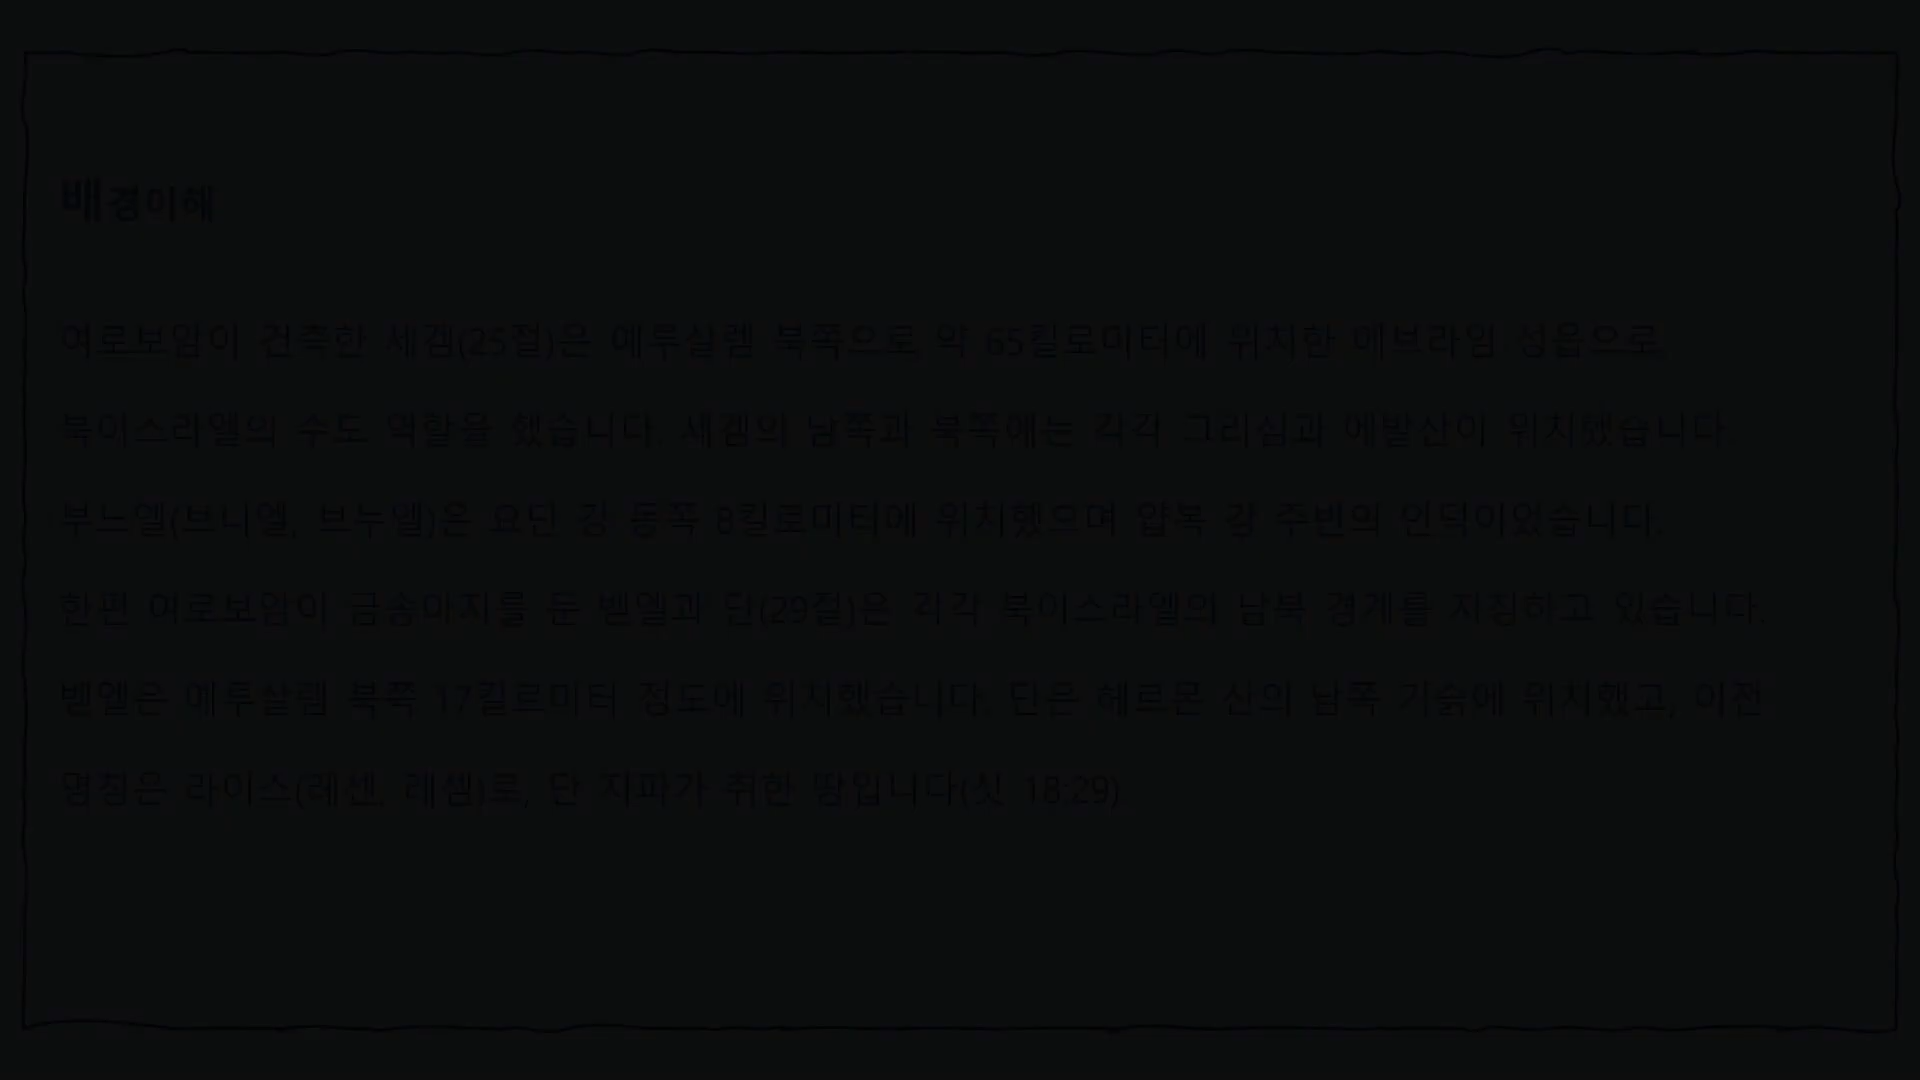 배경이해
여로보암이 건축한 세겜(25절)은 예루살렘 북쪽으로 약 65킬로미터에 위치한 에브라임 성읍으로
북이스라엘의 수도 역할을 했습니다. 세겜의 남쪽과 북쪽에는 각각 그리심과 에발산이 위치했습니다.
부느엘(브니엘, 브누엘)은 요단 강 동쪽 8킬로미터에 위치했으며 얍복 강 주변의 언덕이었습니다.
한편 여로보암이 금송아지를 둔 벧엘과 단(29절)은 각각 북이스라엘의 남북 경계를 지칭하고 있습니다.
벧엘은 예루살렘 북쪽 17킬로미터 정도에 위치했습니다. 단은 헤르몬 산의 남쪽 기슭에 위치했고, 이전
명칭은 라이스(레센, 레셈)로, 단 지파가 취한 땅입니다(삿 18:29)